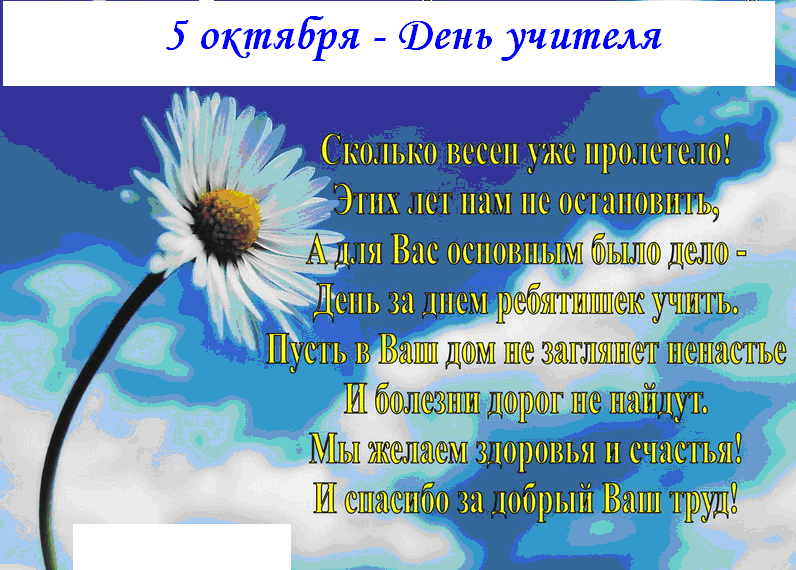 5 октября - День учителя
Сколько весен уже пролетело!
Этих лет нам не остановить,
А для Вас основным было дело -
День за днем ребятишек учить.
Пусть в Ваш дом не заглянет ненастье
И болезни дорог не найдут.
Мы желаем здоровья и счастья!
И спасибо за добрый Ваш труд!